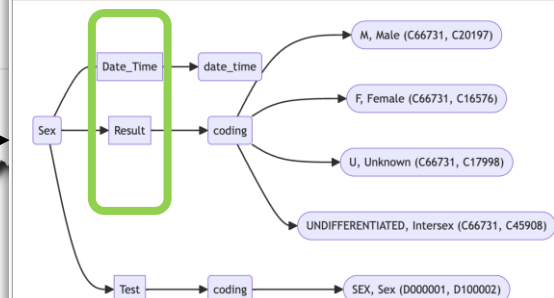 M, Male (C66731, C20197)
Date_Time
date_time
F, Female (C66731, C16576)
Sex
Result
coding
U, Unknown (C66731, C17998)
UNDIFFERENTIATED, Intersex (C66731, C45908)
Test
coding
SEX, Sex (D000001, D100002)